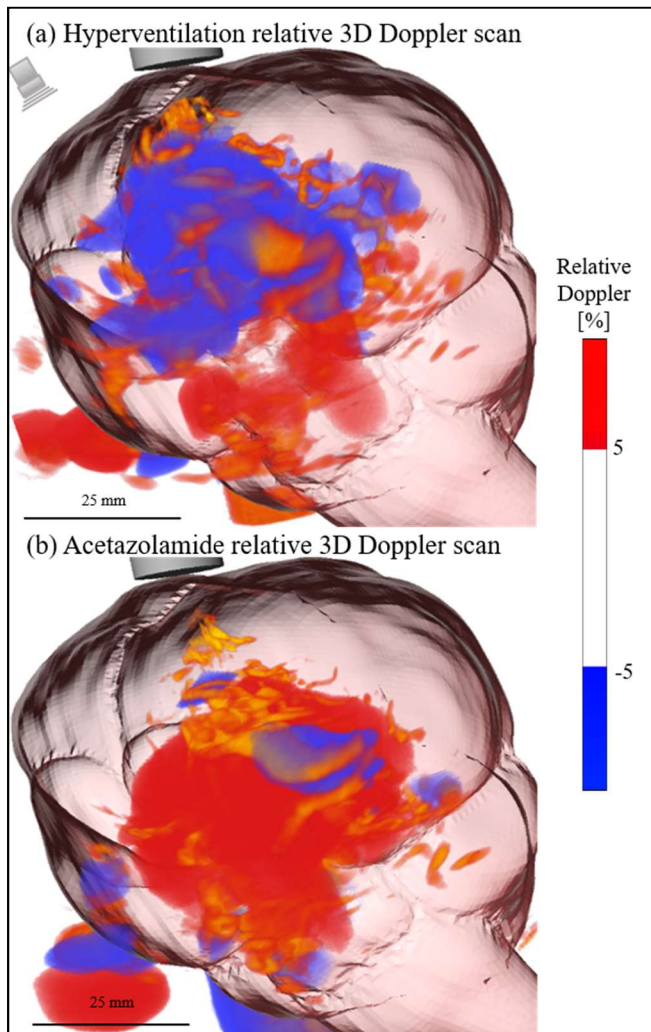 (a) Hyperventilation relative 3D Doppler scan
Relative
Doppler
[%]
5
-5
25 mm
(b) Acetazolamide relative 3D Doppler scan
25 mm